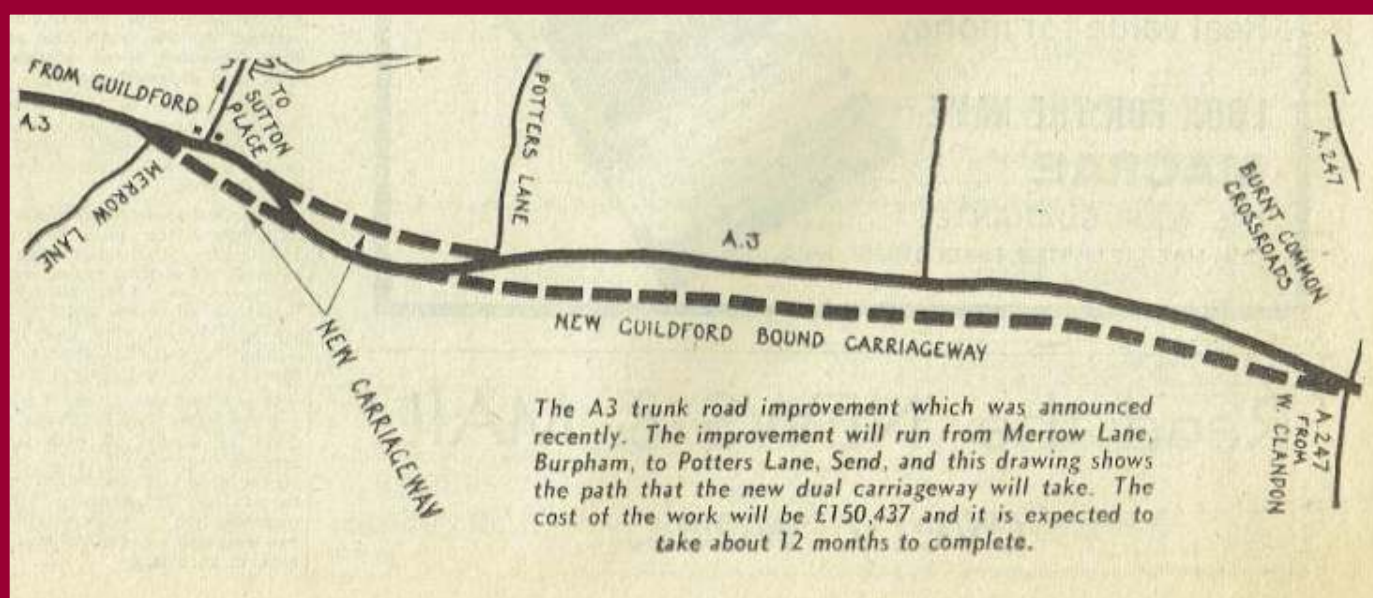 FROM GUILDFORD
A3
TO
SUTTON
PLACE
MERROW LANE
POTTERS LANE
A.3
A.247
BURNT COMMON
CROSSROADS
NEW CARRIAGEWAY
NEW GUILDFORD BOUND CARRIAGEWAY
A.247
FROM
W. CLANDON
The A3 trunk road improvement which was announced
recently. The improvement will run from Merrow Lane,
Burpham, to Potters Lane, Send, and this drawing shows
the path that the new dual carriageway will take. The
cost of the work will be £150,437 and it is expected to
take about 12 months to complete.